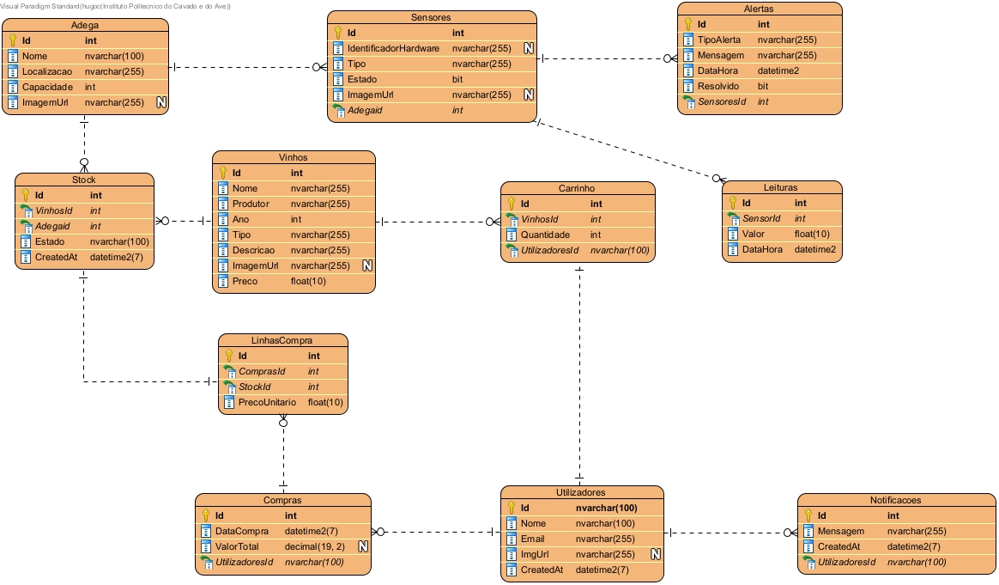 Visual Paradigm Standard(hugoc(Instituto Politecnico do Cavado e do Ave))
Adega
Id int
Nome nvarchar(100)
Localizacao nvarchar(255)
Capacidade int
ImagemUrl nvarchar(255) N
Sensores
Id int
IdentificadorHardware nvarchar(255) N
Tipo nvarchar(255)
Estado bit
ImagemUrl nvarchar(255) N
Adegaid int
Alertas
Id int
TipoAlerta nvarchar(255)
Mensagem nvarchar(255)
DataHora datetime2
Resolvido bit
SensoresId int
Stock
Id int
VinhosId int
Adegaid int
Estado nvarchar(100)
CreatedAt datetime2(7)
Vinhos
Id int
Nome nvarchar(255)
Produtor nvarchar(255)
Ano int
Tipo nvarchar(255)
Descricao nvarchar(255)
ImagemUrl nvarchar(255) N
Preco float(10)
Carrinho
Id int
VinhosId int
Quantidade int
UtilizadoresId nvarchar(100)
Leituras
Id int
SensorId int
Valor float(10)
DataHora datetime2
LinhasCompra
Id int
ComprasId int
StockId int
PrecoUnitario float(10)
Compras
Id int
DataCompra datetime2(7)
ValorTotal decimal(19, 2) N
UtilizadoresId nvarchar(100)
Utilizadores
Id nvarchar(100)
Nome nvarchar(100)
Email nvarchar(255)
ImgUrl nvarchar(255) N
CreatedAt datetime2(7)
Notificacoes
Id int
Mensagem nvarchar(255)
CreatedAt datetime2(7)
UtilizadoresId nvarchar(100)